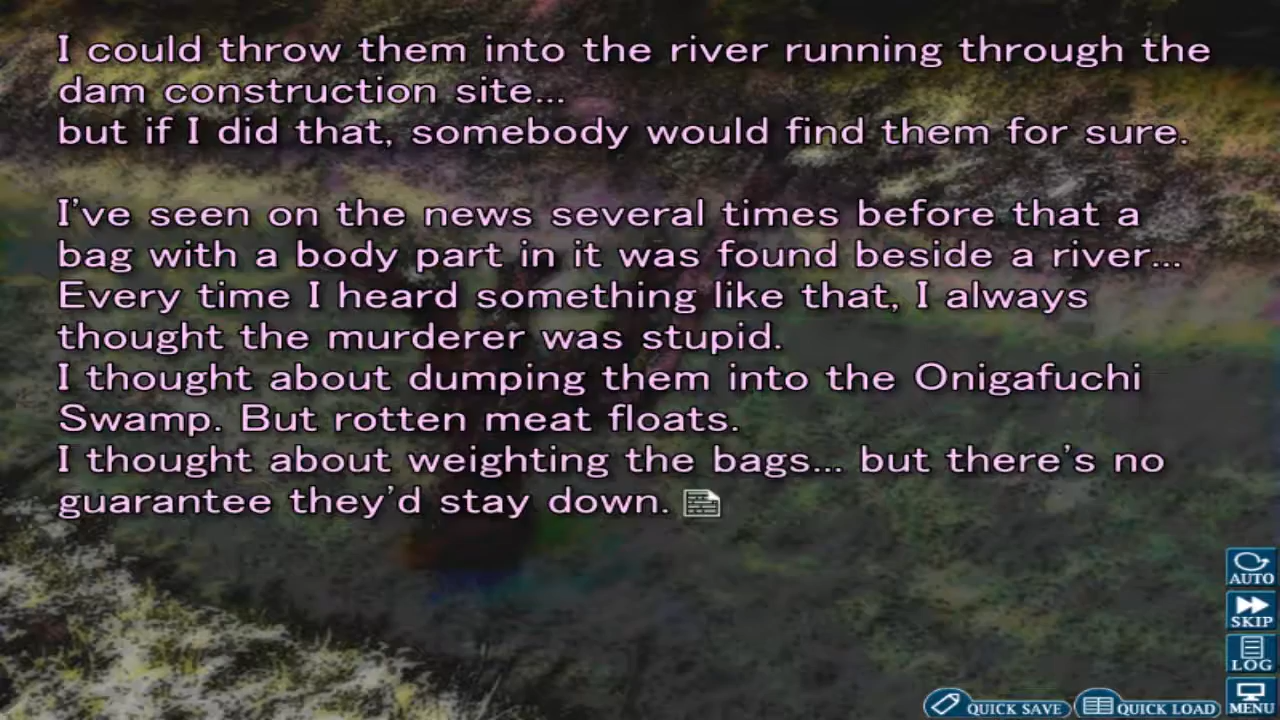 I could throw them into the river running through the
dam construction site...
but if I did that, somebody would find them for sure.
I've seen on the news several times before that a
bag with a body part in it was found beside a river...
Every time I heard something like that, I always
thought the murderer was stupid.
I thought about dumping them into the Onigafuchi
Swamp. But rotten meat floats.
I thought about weighting the bags... but there's no
guarantee they'd stay down.
AUTO
SKIP
LOG
MENU
QUICK SAVE
QUICK LOAD